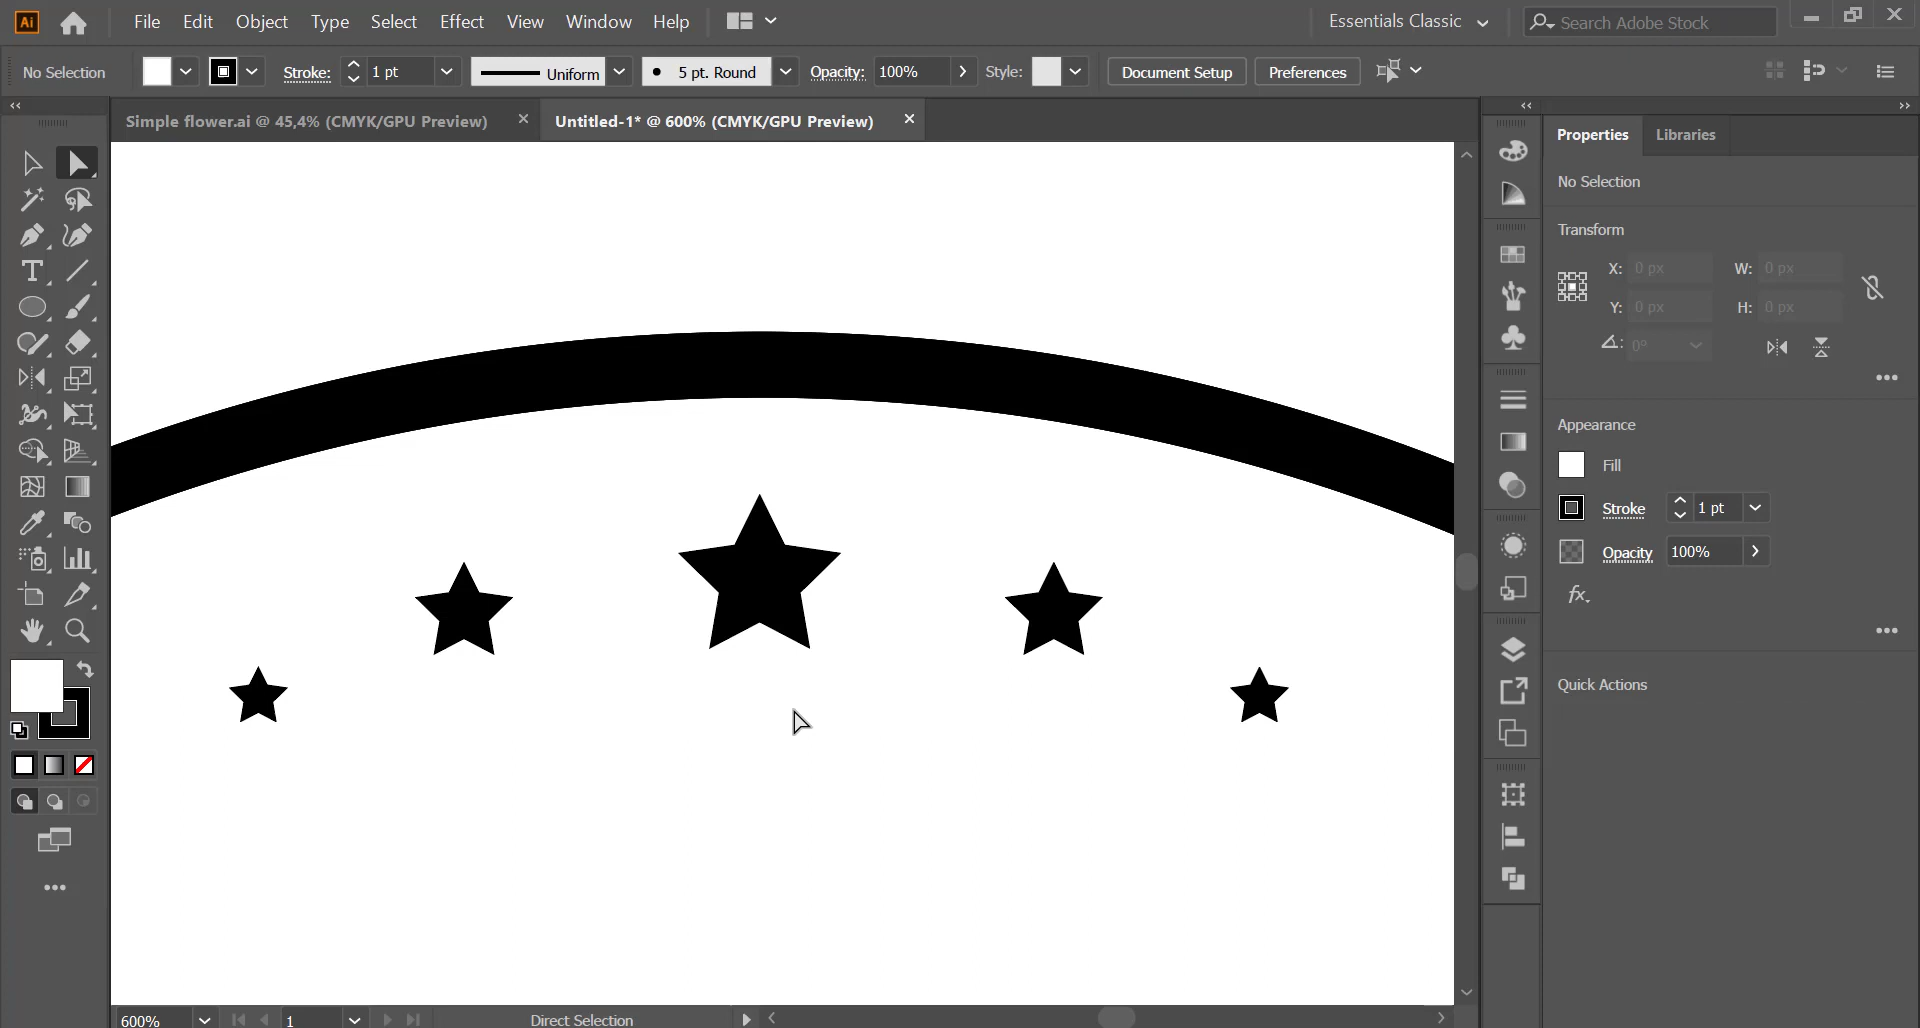 Ai File Edit Object Type Select Effect View Window Help Essentials Classic Search Adobe Stock
No Selection Stroke: 1 pt Uniform 5 pt. Round Opacity: 100% Style: Document Setup Preferences
Simple flower.ai @ 45,4% (CMYK/GPU Preview) Untitled-1* @ 600% (CMYK/GPU Preview)
Properties Libraries
No Selection
Transform
X: 0 px W: 0 px
Y: 0 px H: 0 px
0°
Appearance
Fill
Stroke 1 pt
Opacity 100%
fx.
Quick Actions
600% 1 Direct Selection